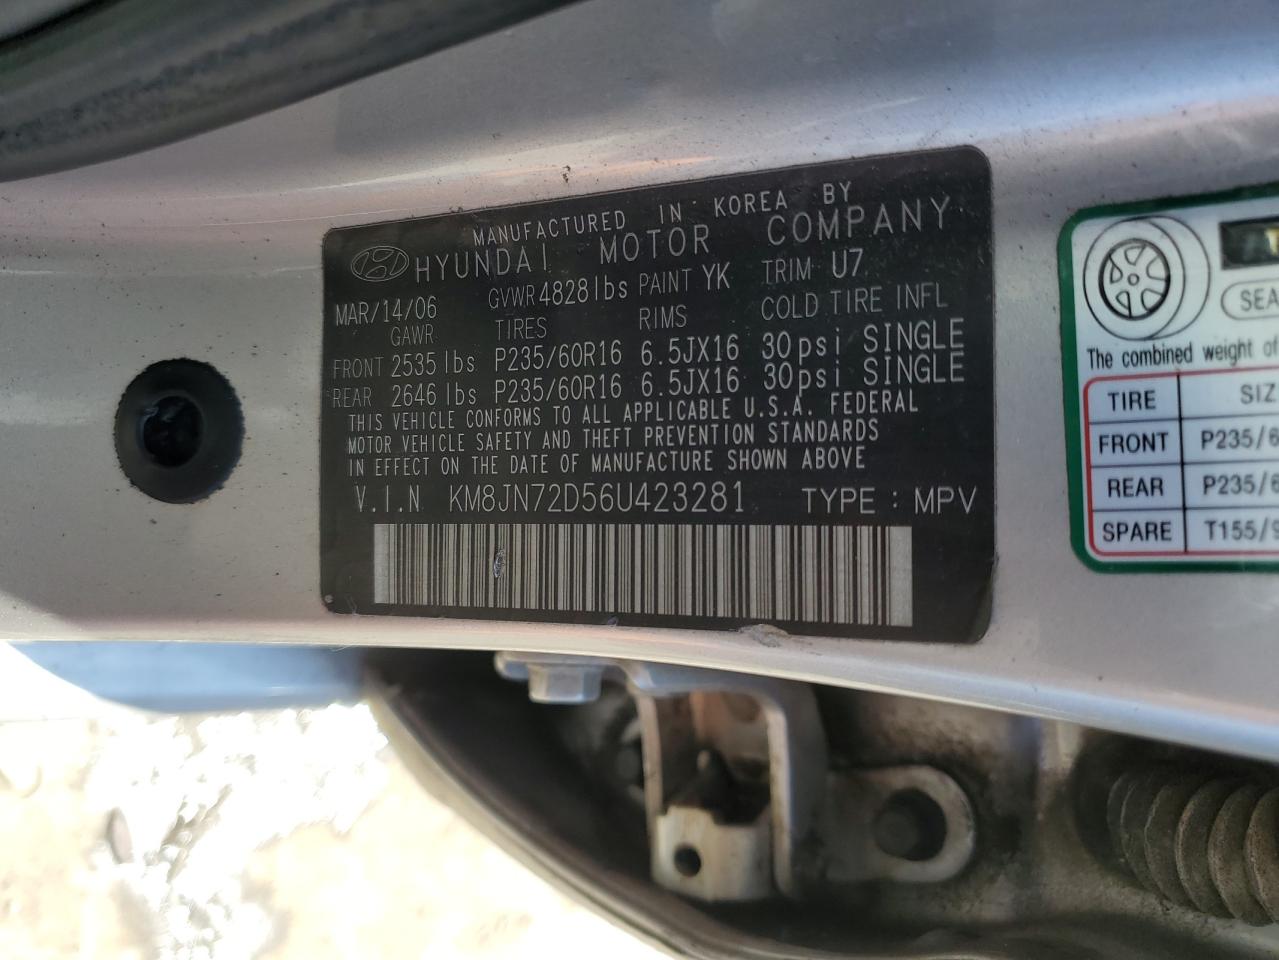 MANUFACTURED IN KOREA BY
HYUNDAI MOTOR COMPANY
MAR/14/06 GVWR 4828 lbs PAINT YK TRIM U7
GAWR TIRES RIMS COLD TIRE INFL
FRONT 2535 lbs P235/60R16 6.5JX16 30psi SINGLE
REAR 2646 lbs P235/60R16 6.5JX16 30psi SINGLE
THIS VEHICLE CONFORMS TO ALL APPLICABLE U.S.A. FEDERAL
MOTOR VEHICLE SAFETY AND THEFT PREVENTION STANDARDS
IN EFFECT ON THE DATE OF MANUFACTURE SHOWN ABOVE
V.I.N KM8JN72D56U423281 TYPE : MPV
The combined weight of
TIRE
FRONT P235/6
REAR P235/6
SPARE T155/9